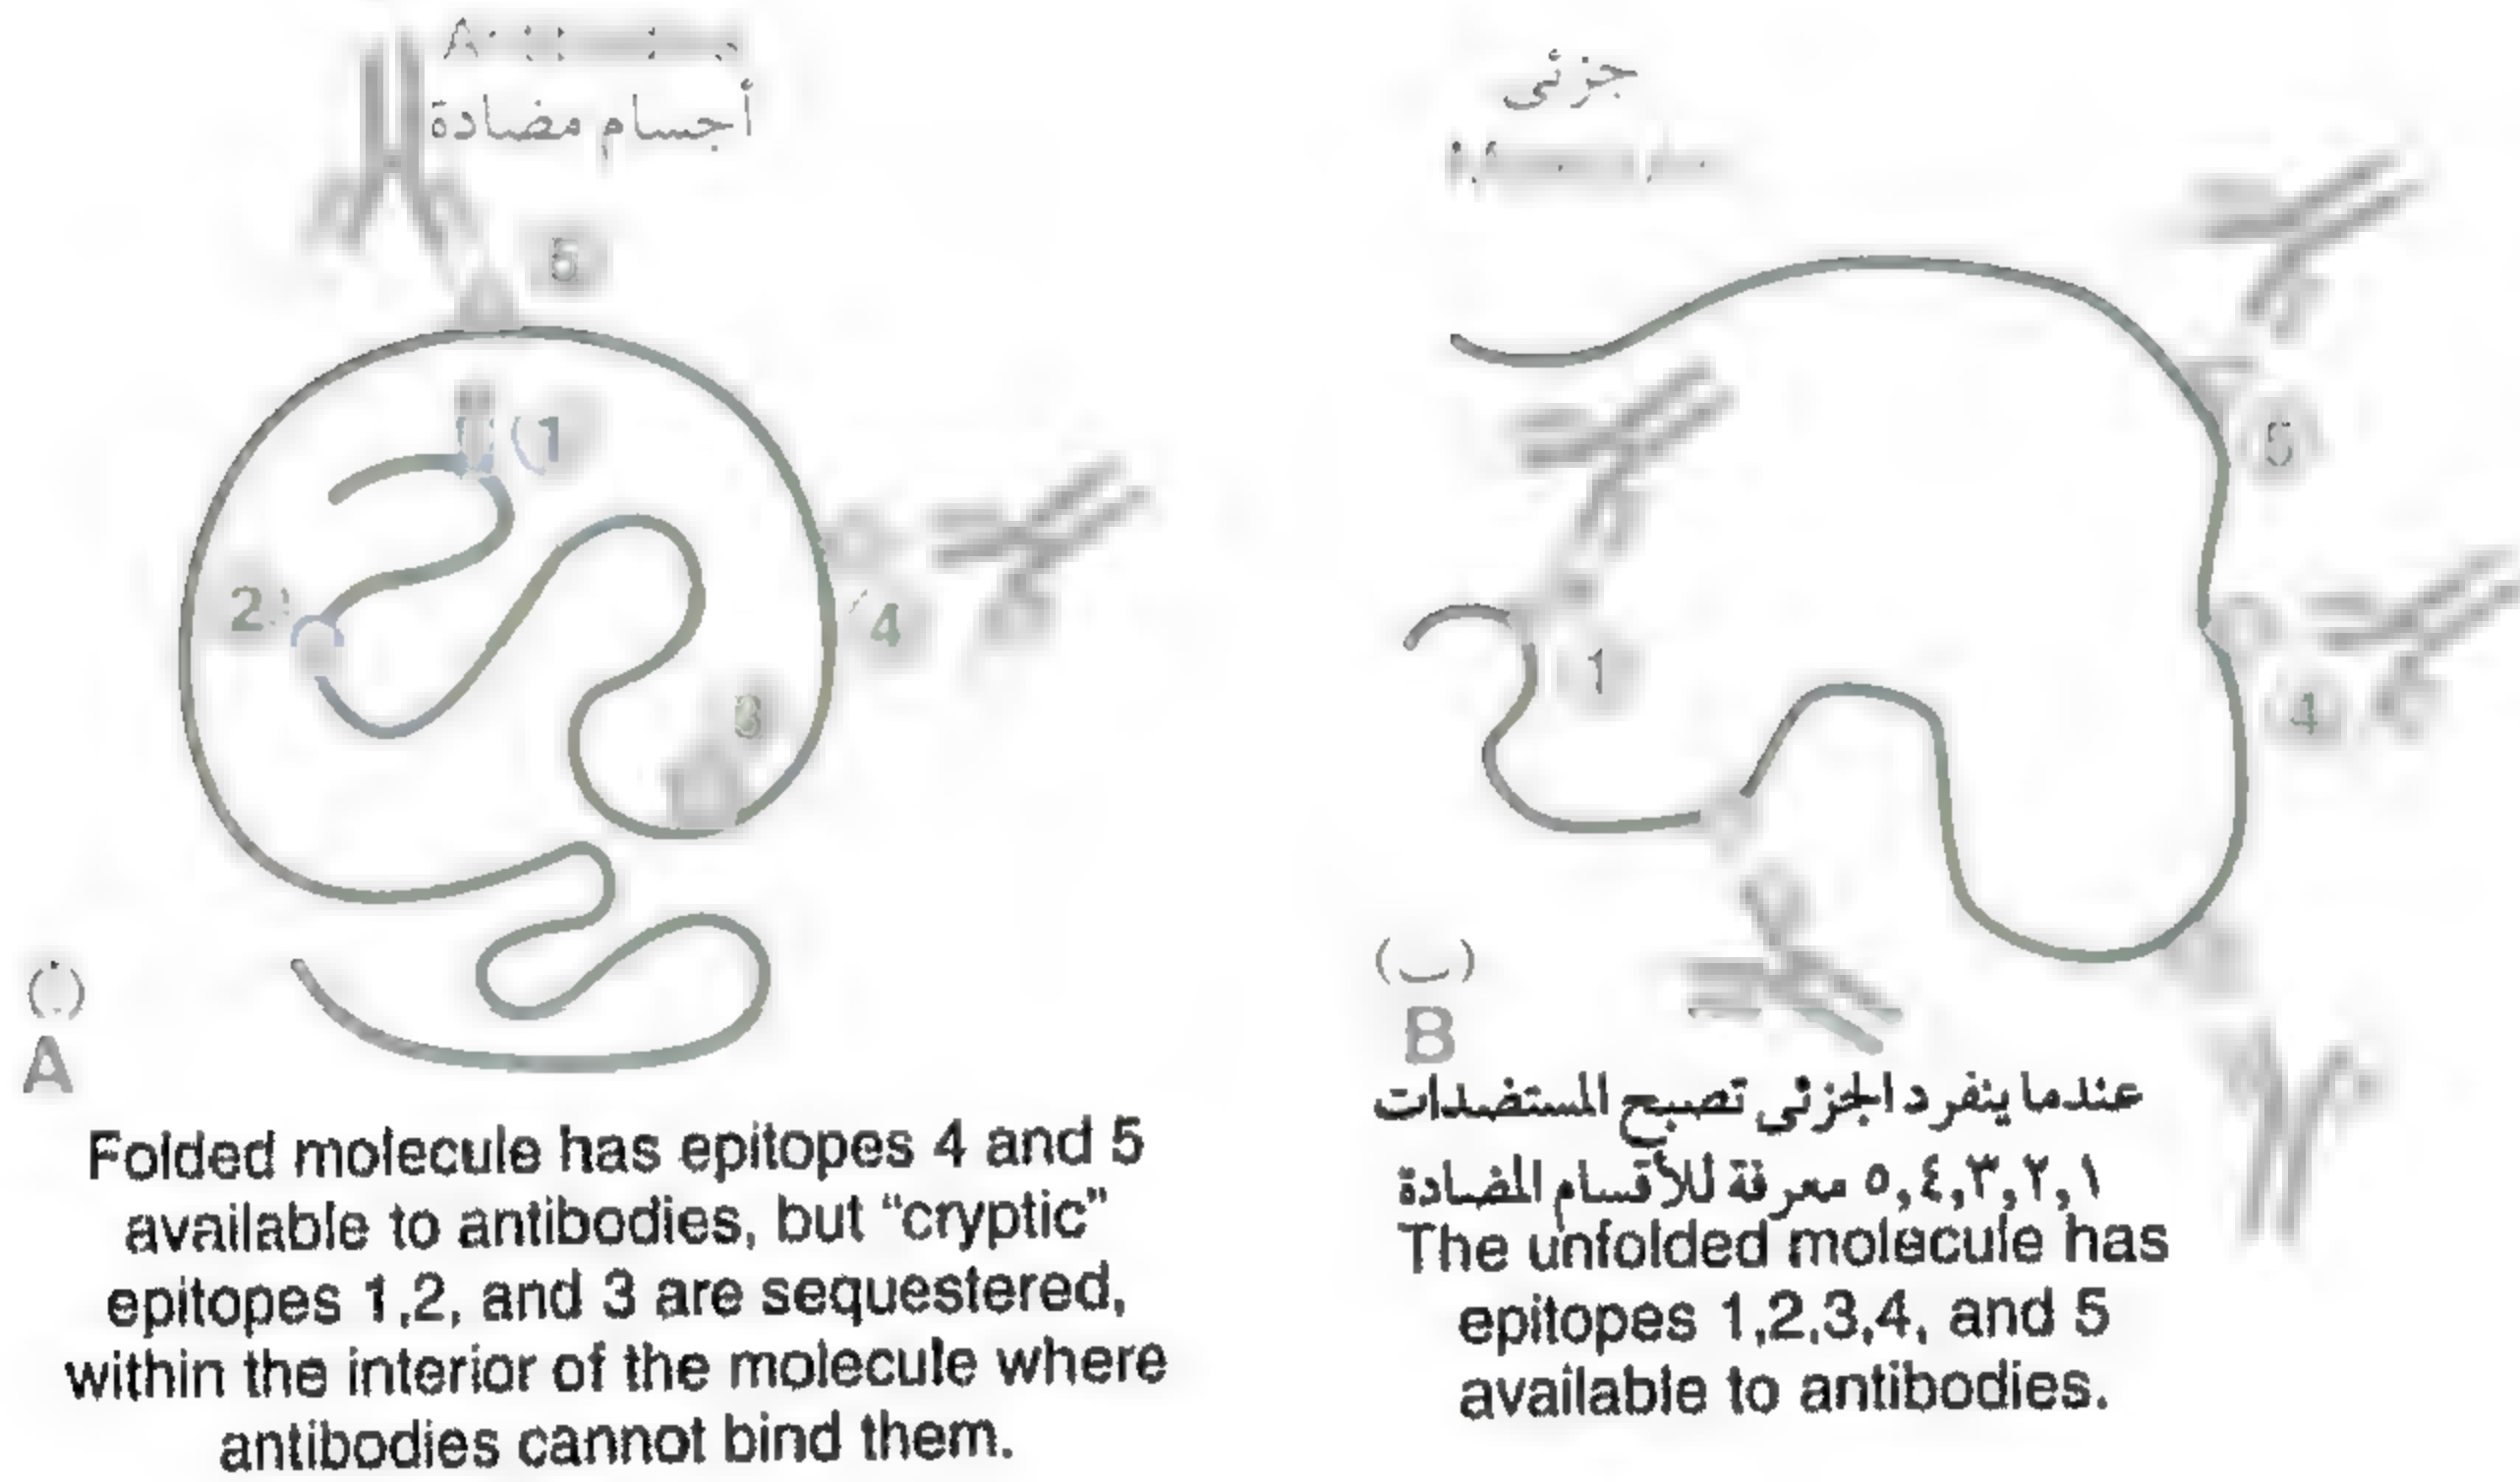 أجسام مضادة
5
1
2
4
3
(أ)
A
Folded molecule has epitopes 4 and 5
available to antibodies, but “cryptic”
epitopes 1,2, and 3 are sequestered,
within the interior of the molecule where
antibodies cannot bind them.
جزئى
5
1
4
(ب)
B
عندما ينفرد الجزئى تصبح المستضدات
١,٢,٣,٤,٥ معرفة للأقسام المضادة
The unfolded molecule has
epitopes 1,2,3,4, and 5
available to antibodies.